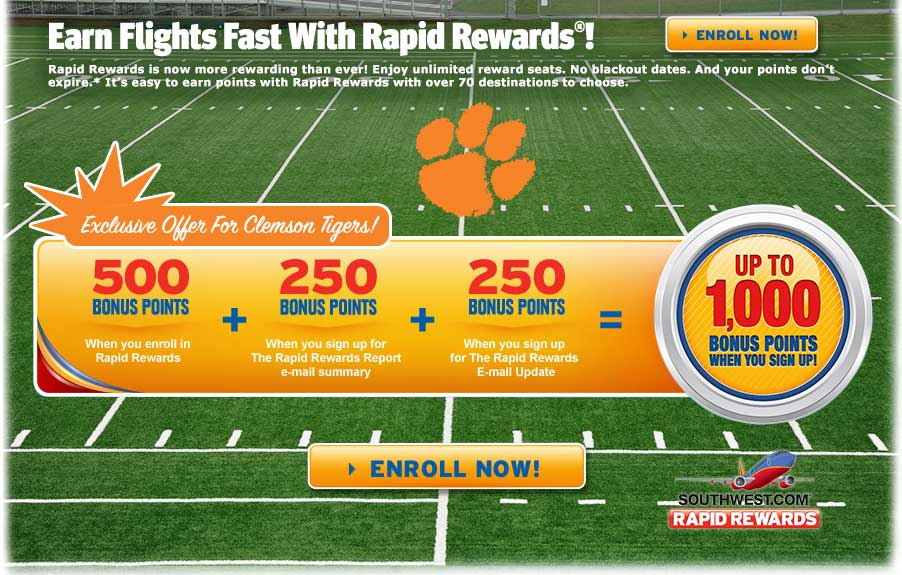 Earn Flights Fast With Rapid Rewards®!
ENROLL NOW!
Rapid Rewards is now more rewarding than ever! Enjoy unlimited reward seats. No blackout dates. And your points don't
expire.* It's easy to earn points with Rapid Rewards with over 70 destinations to choose.
Exclusive Offer For Clemson Tigers!
500
BONUS POINTS
When you enroll in
Rapid Rewards
+
250
BONUS POINTS
When you sign up for
The Rapid Rewards Report
e-mail summary
+
250
BONUS POINTS
When you sign up
for The Rapid Rewards
E-mail Update
=
UP TO
1,000
BONUS POINTS
WHEN YOU SIGN UP!
ENROLL NOW!
SOUTHWEST.COM
RAPID REWARDS